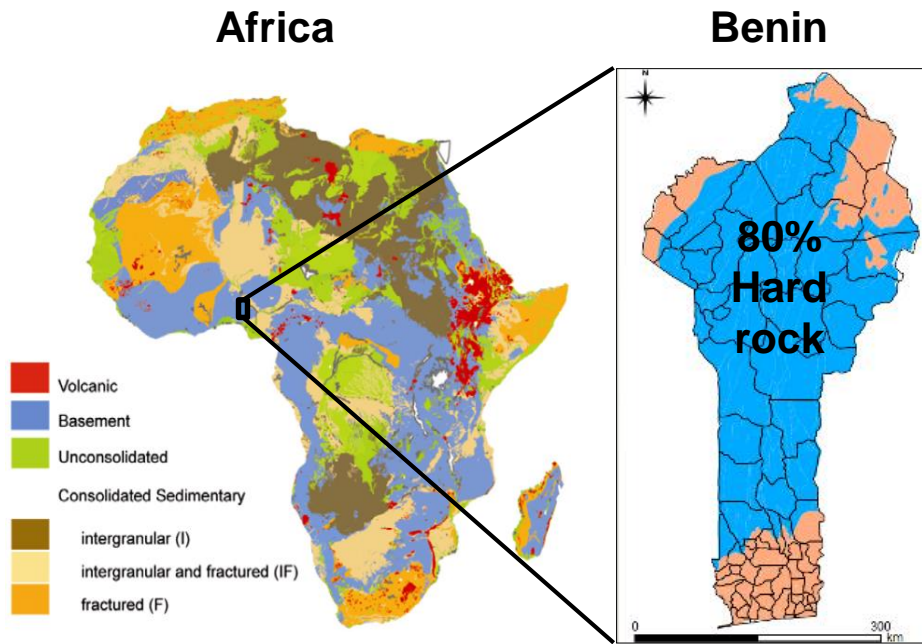 Africa
Benin
N
80%
Hard
rock
Volcanic
Basement
Unconsolidated
Consolidated Sedimentary
intergranular (I)
intergranular and fractured (IF)
fractured (F)
0 300
km